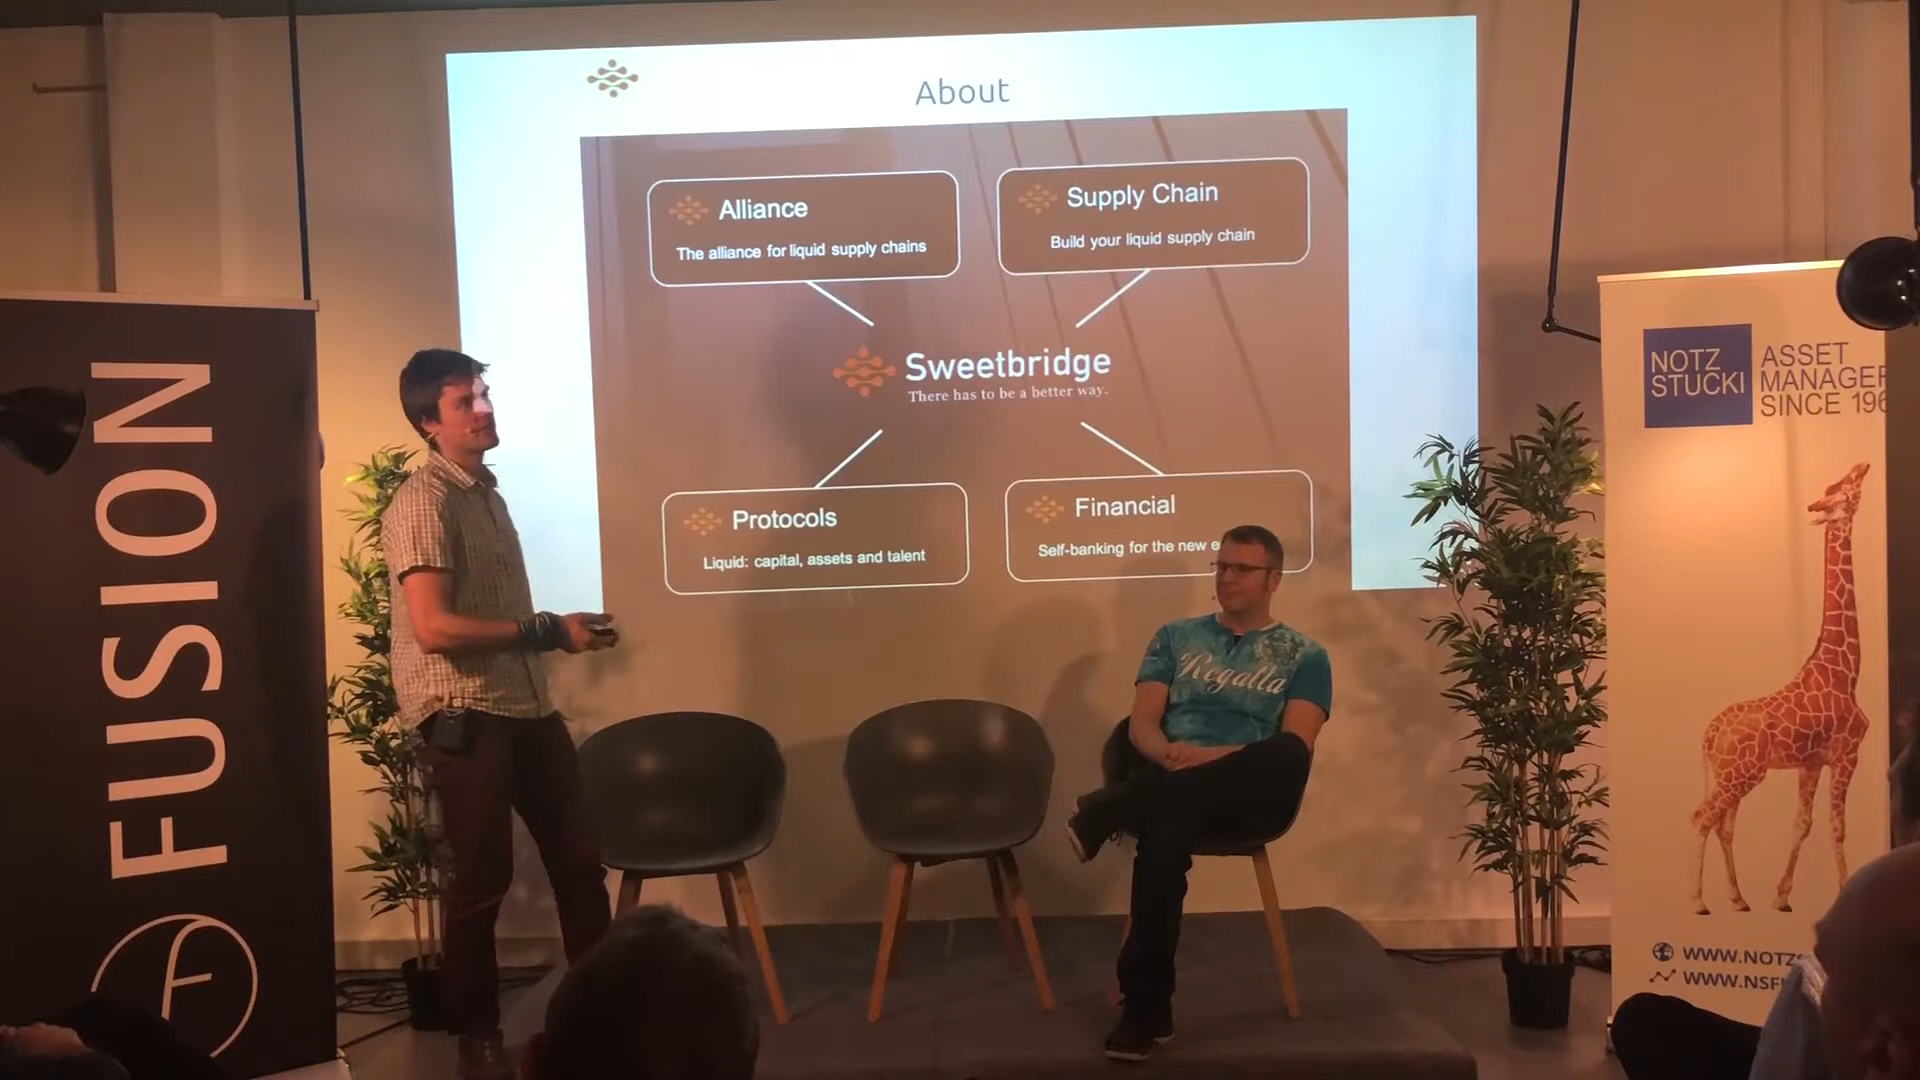 About
Alliance
The alliance for liquid supply chains
Supply Chain
Build your liquid supply chain
Sweetbridge
There has to be a better way.
Protocols
Liquid: capital, assets and talent
Financial
Self-banking for the new
FUSION
F
Regatta
NOTZ
STUCKI
ASSET
MANAGER
SINCE 196
WWW.NOTZ
WWW.NSF